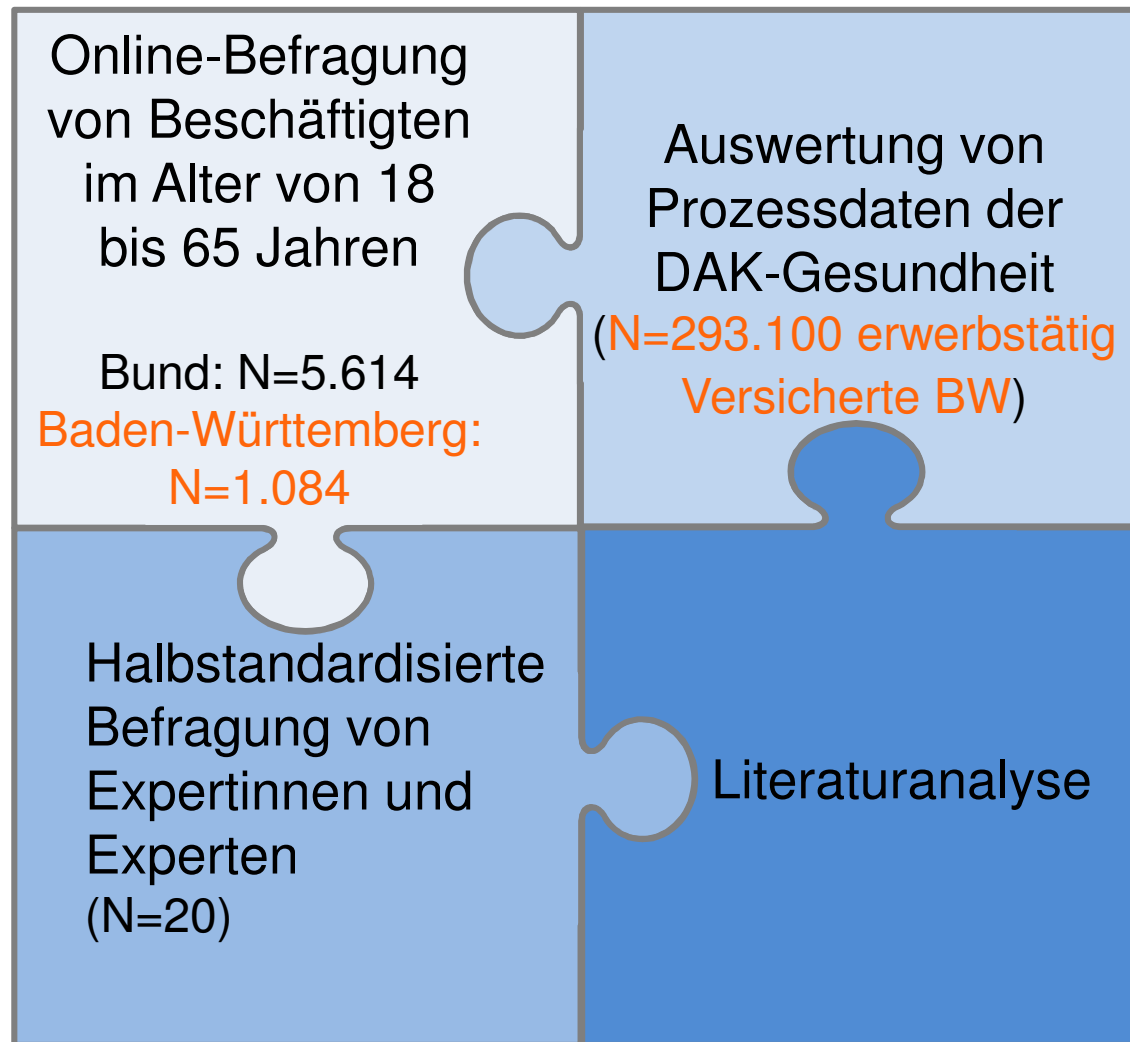 Online-Befragung
von Beschäftigten
im Alter von 18
bis 65 Jahren
Bund: N=5.614
Baden-Württemberg:
N=1.084
Auswertung von
Prozessdaten der
DAK-Gesundheit
(N=293.100 erwerbstätig
Versicherte BW)
Halbstandardisierte
Befragung von
Expertinnen und
Experten
(N=20)
Literaturanalyse